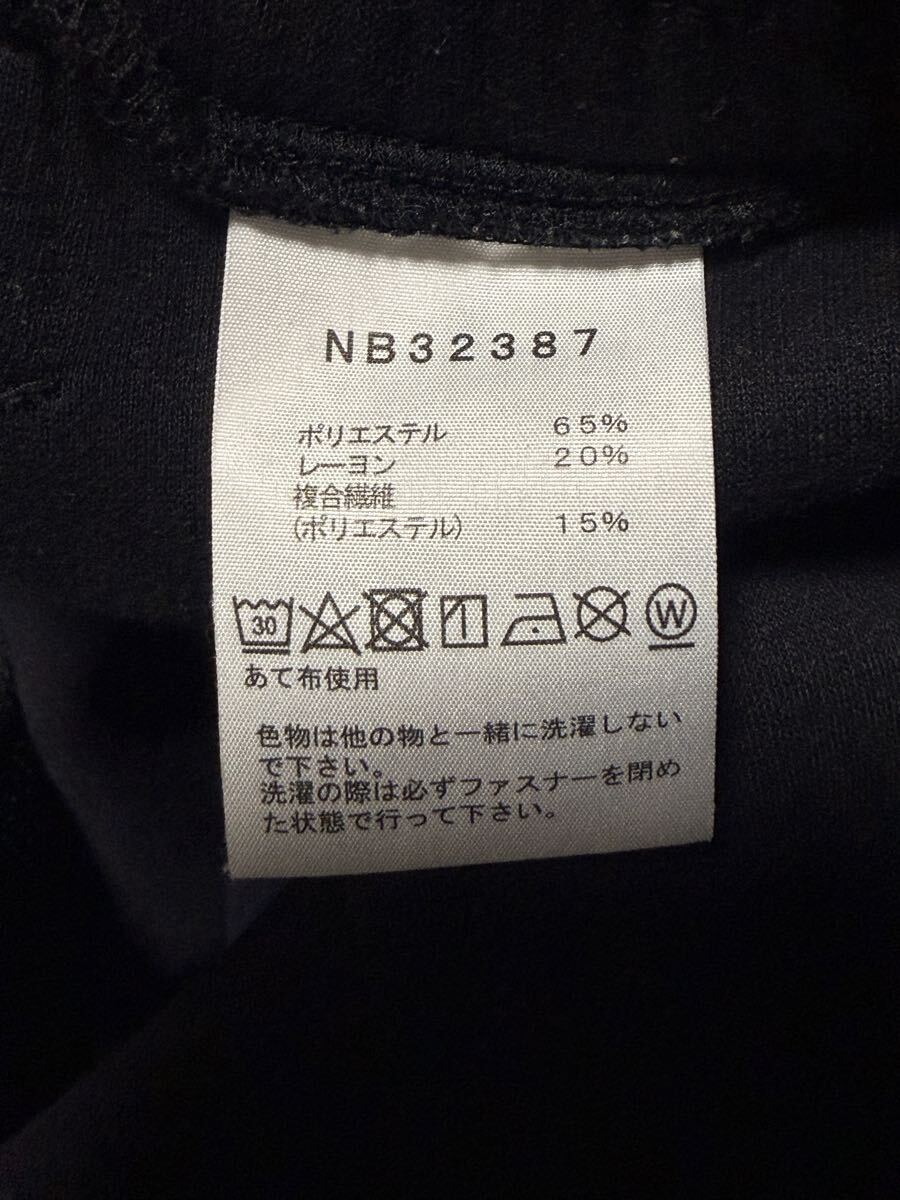 NB32387
ポリエステル 65%
レーヨン 20%
複合繊維
(ポリエステル) 15%
30 W
あて布使用
色物は他の物と一緒に洗濯しない
で下さい。
洗濯の際は必ずファスナーを閉め
た状態で行って下さい。